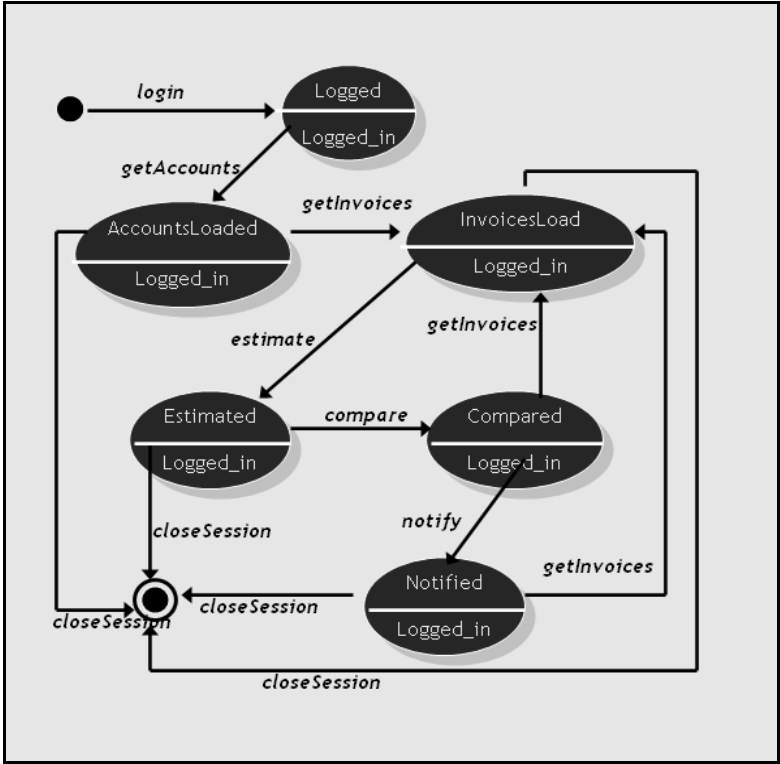 login
Logged
Logged_in
getAccounts
getInvoices
AccountsLoaded
Logged_in
InvoicesLoad
Logged_in
estimate
getInvoices
Estimated
Logged_in
compare
Compared
Logged_in
closeSession
notify
Notified
Logged_in
getInvoices
closeSession
closeSession
closeSession